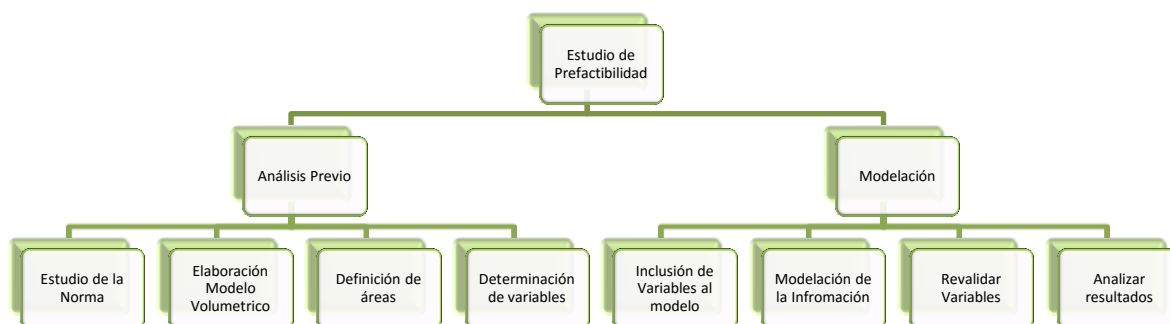 Estudio de
Prefactibilidad
Análisis Previo
Modelación
Estudio de la
Norma
Elaboración
Modelo
Volumetrico
Definición de
áreas
Determinación
de variables
Inclusión de
Variables al
modelo
Modelación de
la Infromación
Revalidar
Variables
Analizar
resultados